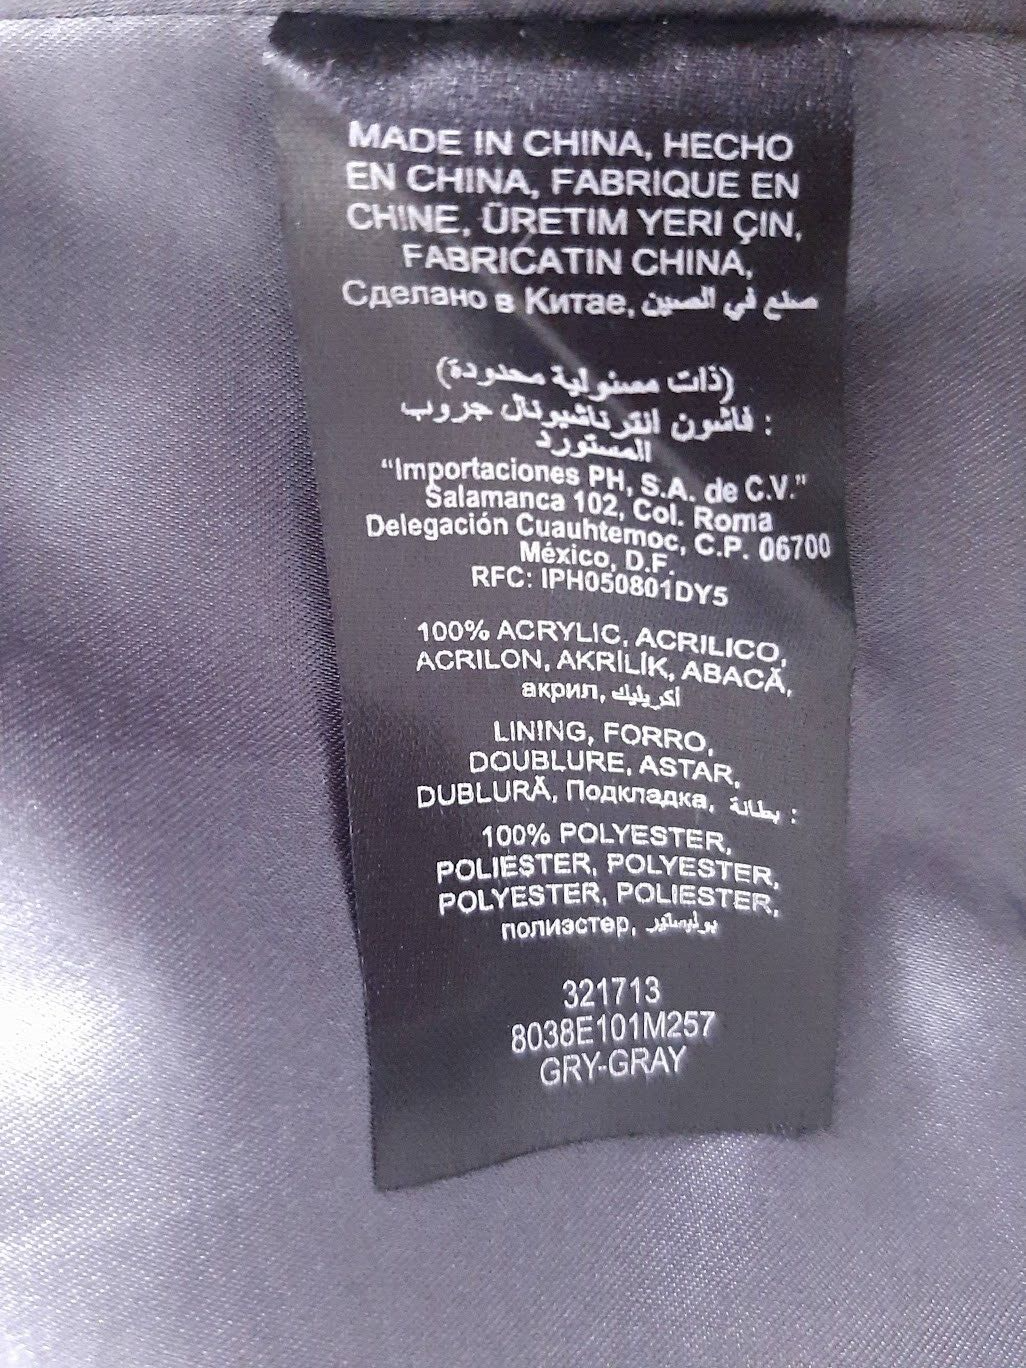 MADE IN CHINA, HECHO
EN CHINA, FABRIQUE EN
CHINE, ÜRETIM YERI ÇIN,
FABRICATIN CHINA,
Сделано в Китае, صنع في الصين
(ذات مسئولية محدودة)
: فاشون انترناشيونال جروب
المستورد
“Importaciones PH, S.A. de C.V.”
Salamanca 102, Col. Roma
Delegación Cuauhtemoc, C.P. 06700
México, D.F.
RFC: IPH050801DY5
100% ACRYLIC, ACRILICO,
ACRILON, AKRİLİK, ABACĂ,
акрил, أكريليك
LINING, FORRO,
DOUBLURE, ASTAR,
DUBLURĂ, Подкладка, بطانة :
100% POLYESTER,
POLIESTER, POLYESTER,
POLYESTER, POLIESTER,
полиэстер, بوليستير
321713
8038E101M257
GRY-GRAY